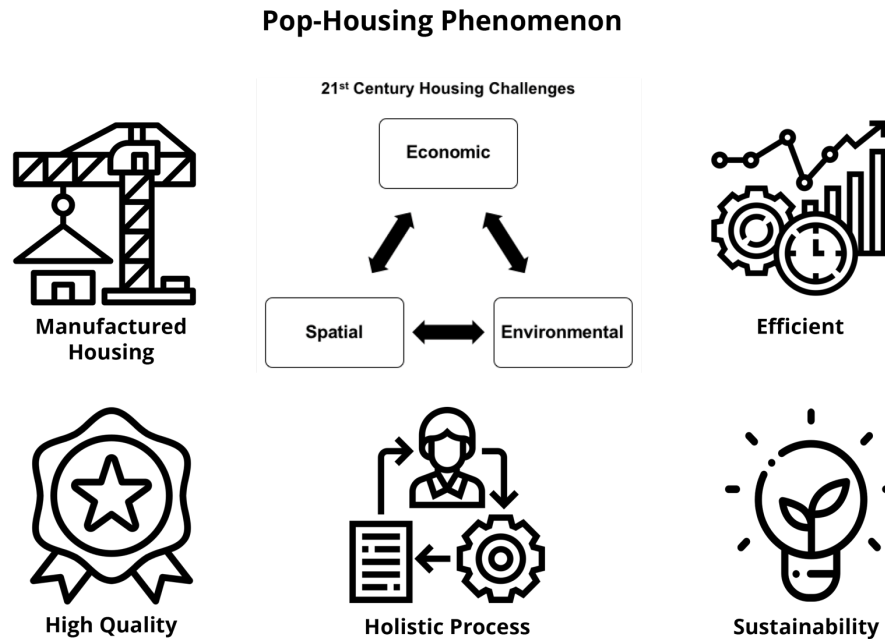 Pop-Housing Phenomenon
21st Century Housing Challenges
Economic
Spatial
Environmental
Manufactured
Housing
Efficient
High Quality
Holistic Process
Sustainability